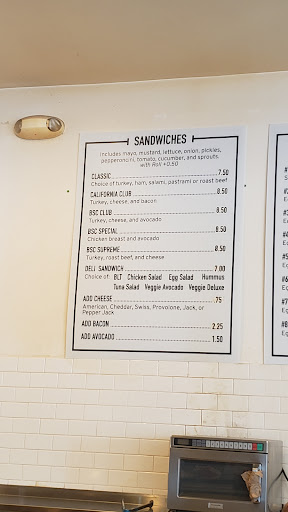 SANDWICHES
Includes mayo, mustard, lettuce, onion, pickles,
pepperoncini, tomato, cucumber, and sprouts.
with Roll +0.50
CLASSIC 7.50
Choice of turkey, ham, salami, pastrami or roast beef
CALIFORNIA CLUB 8.50
Turkey, cheese, and bacon
BSC CLUB 8.50
Turkey, cheese, and avocado
BSC SPECIAL 8.50
Chicken breast and avocado
BSC SUPREME 8.50
Turkey, roast beef, and cheese
DELI SANDWICH 7.00
Choice of: BLT Chicken Salad Egg Salad Hummus
Tuna Salad Veggie Avocado Veggie Deluxe
ADD CHEESE .75
American, Cheddar, Swiss, Provolone, Jack, or
Pepper Jack
ADD BACON 2.25
ADD AVOCADO 1.50